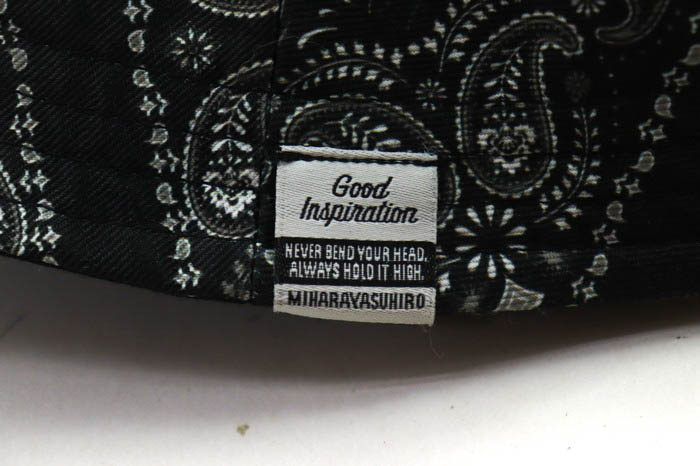 Good
Inspiration
NEVER BEND YOUR HEAD.
ALWAYS HOLD IT HIGH.
MIHARAYASUHIRO